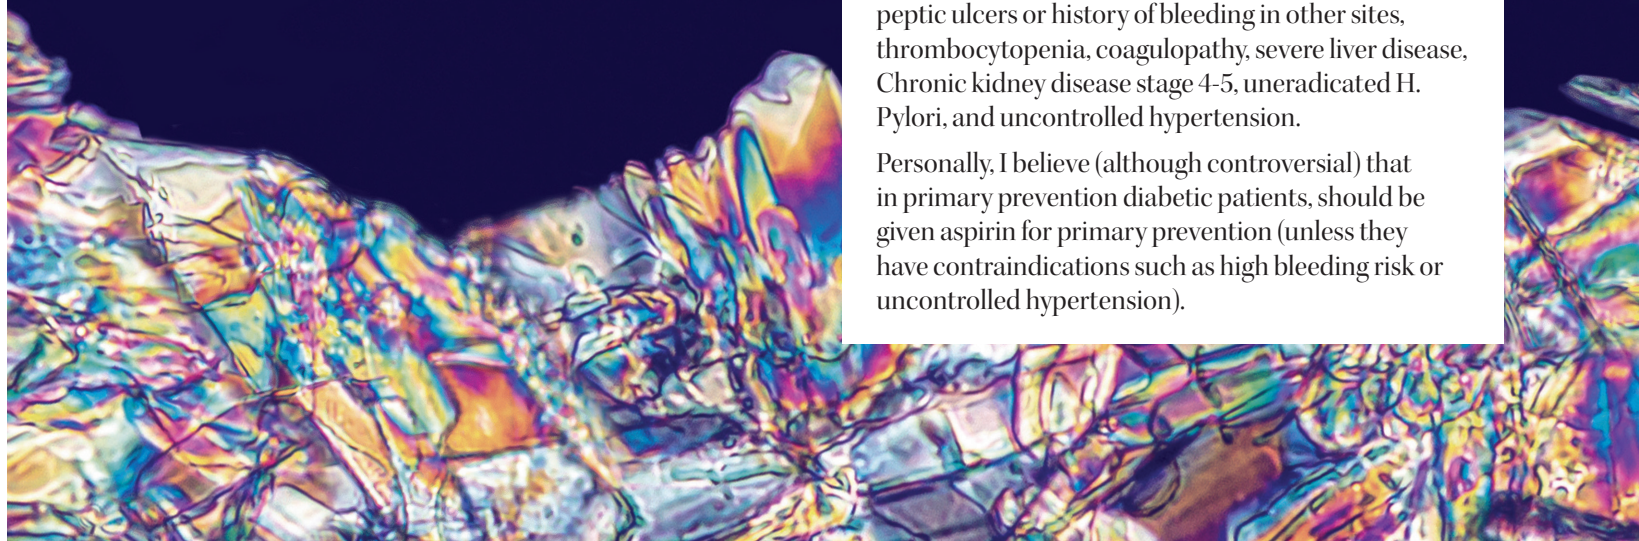 peptic ulcers or history of bleeding in other sites,
thrombocytopenia, coagulopathy, severe liver disease,
Chronic kidney disease stage 4-5, uneradicated H.
Pylori, and uncontrolled hypertension.
Personally, I believe (although controversial) that
in primary prevention diabetic patients, should be
given aspirin for primary prevention (unless they
have contraindications such as high bleeding risk or
uncontrolled hypertension).